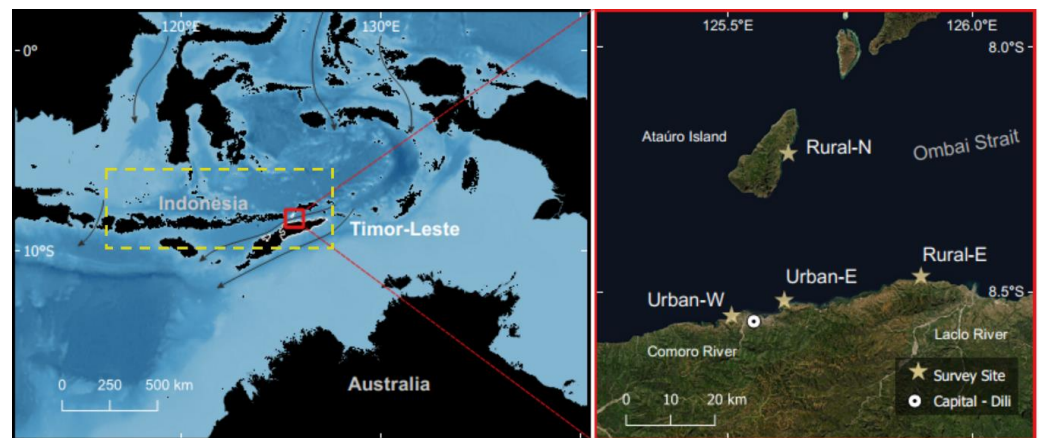 120°E
130°E
0°
Indonesia
Timor-Leste
10°S
0 250 500 km
Australia
125.5°E
126.0°E
8.0°S
Ataúro Island
Rural-N
Ombai Strait
Rural-E
Urban-E
Urban-W
8.5°S
Comoro River
Laclo River
Survey Site
Capital - Dili
0 10 20 km